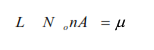 L N ₒnA = μ